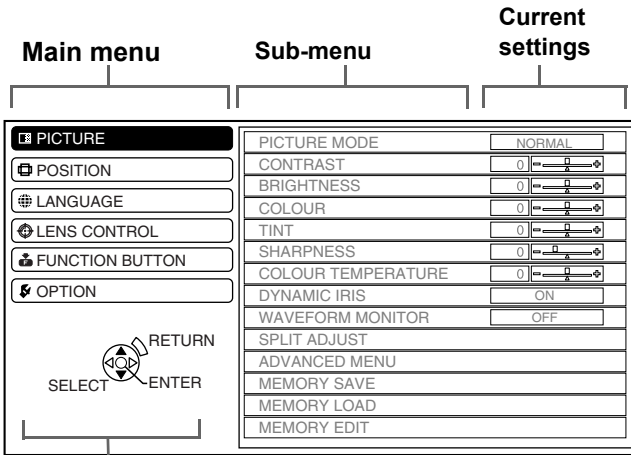 Main menu
Sub-menu
Current
settings
PICTURE
POSITION
LANGUAGE
LENS CONTROL
FUNCTION BUTTON
OPTION
RETURN
SELECT
ENTER
PICTURE MODE NORMAL
CONTRAST 0
BRIGHTNESS 0
COLOUR 0
TINT 0
SHARPNESS 0
COLOUR TEMPERATURE 0
DYNAMIC IRIS ON
WAVEFORM MONITOR OFF
SPLIT ADJUST
ADVANCED MENU
MEMORY SAVE
MEMORY LOAD
MEMORY EDIT